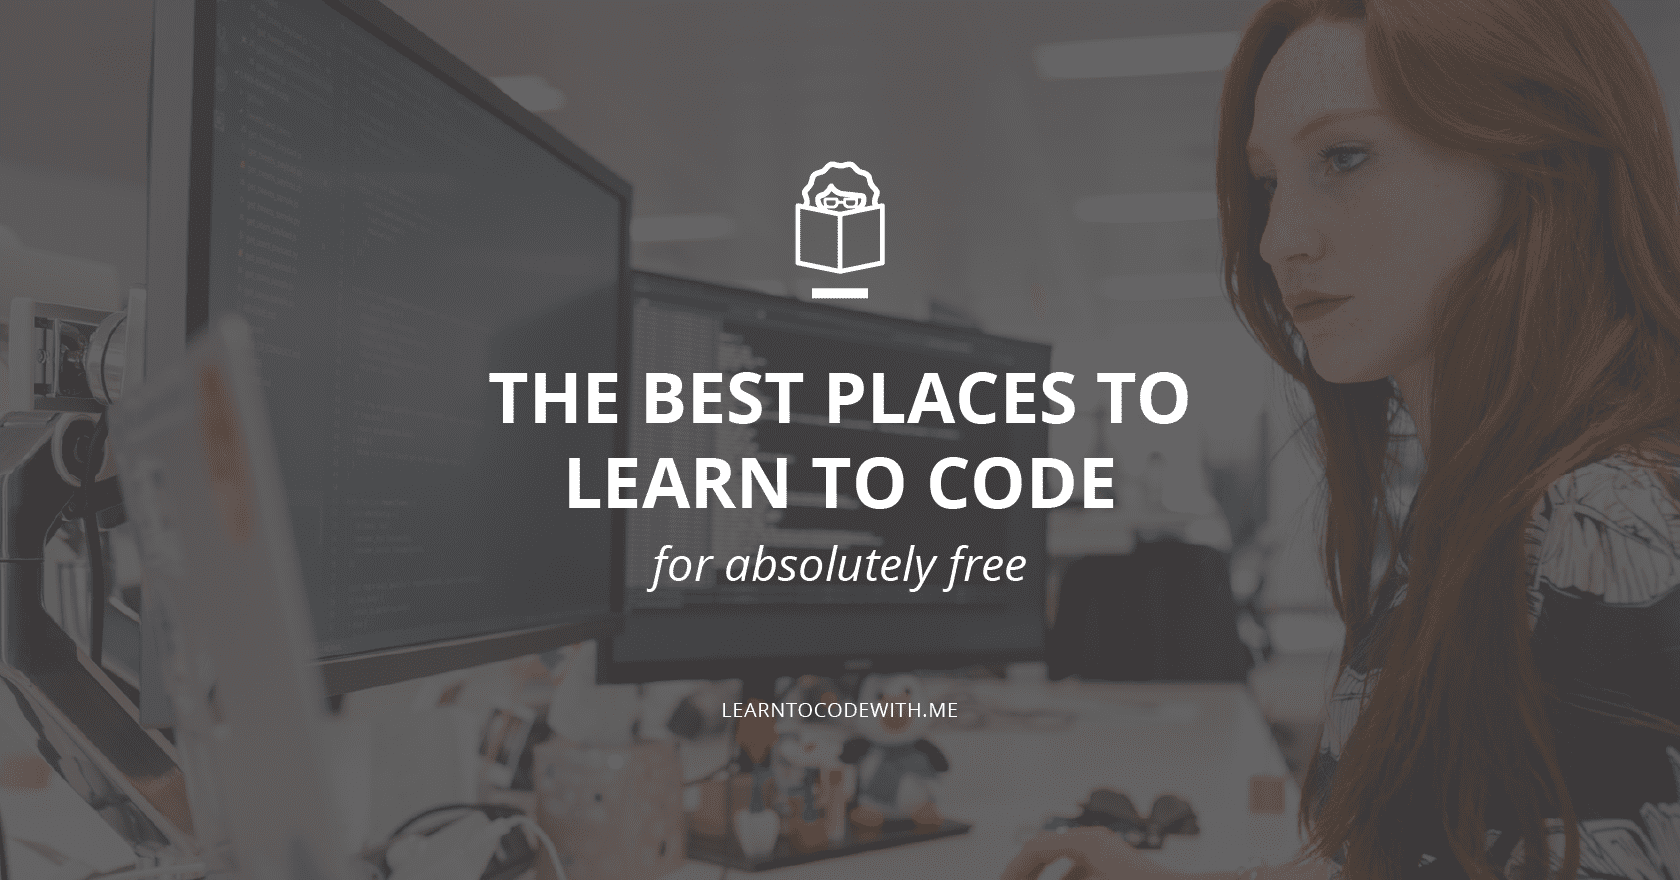 THE BEST PLACES TO
LEARN TO CODE
for absolutely free
LEARNTOCODEWITH.ME